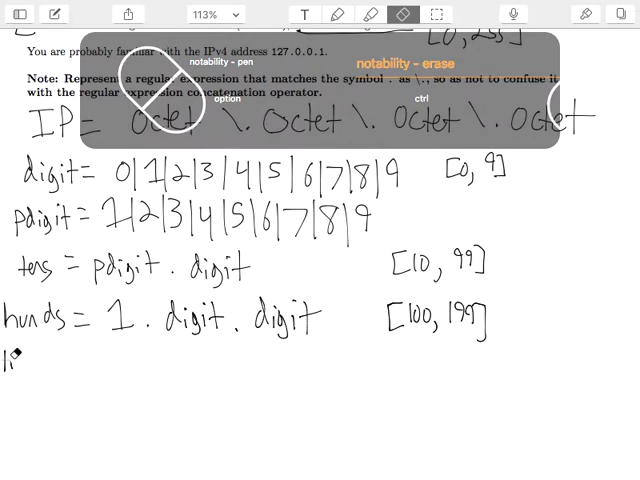 113%
T
[0, 255]
You are probably familiar with the IPv4 address 127.0.0.1.
notability - pen
notability - erase
Note: Represent a regular expression that matches the symbol . as \., so as not to confuse it
with the regular expression concatenation operator.
option
ctrl
IP = Octet \. Octet \. Octet \. Octet
digit = 0|1|2|3|4|5|6|7|8|9 [0, 9]
pdigit = 1|2|3|4|5|6|7|8|9
tens = pdigit . digit [10, 99]
hunds = 1 . digit . digit [100, 199]